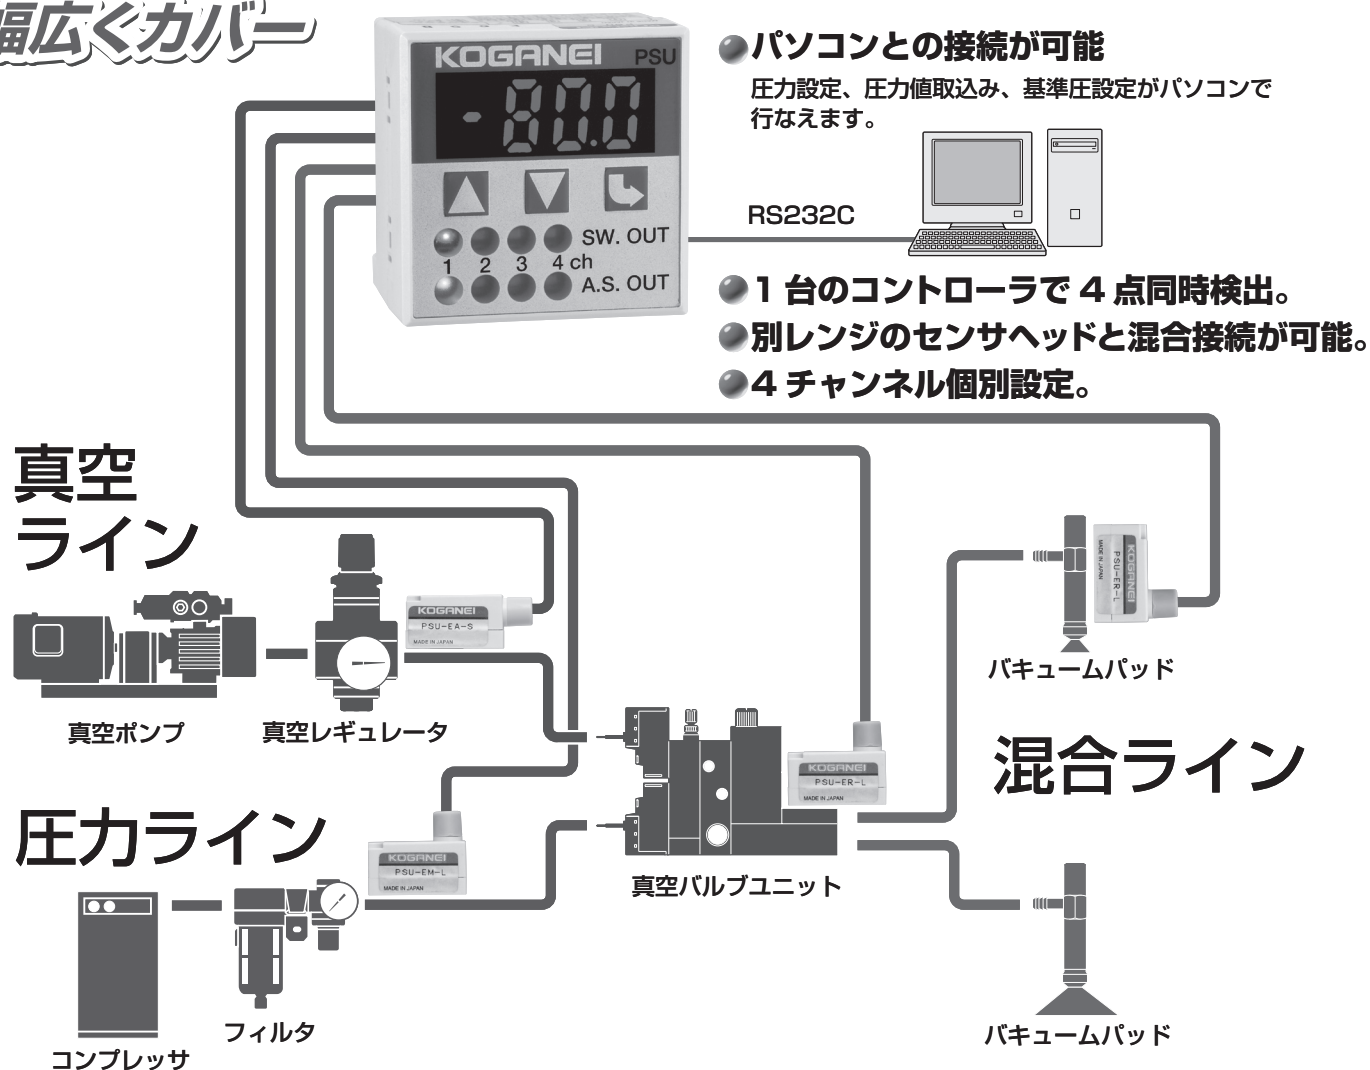 幅広くカバー
KOGANEI PSU
-80.0
SW. OUT
1 2 3 4 ch
A.S. OUT
●パソコンとの接続が可能
圧力設定、圧力値取込み、基準圧設定がパソコンで
行なえます。
RS232C
●1台のコントローラで4点同時検出。
●別レンジのセンサヘッドと混合接続が可能。
●4チャンネル個別設定。
真空
ライン
KOGANEI
PSU-EA-S
MADE IN JAPAN
真空ポンプ
真空レギュレータ
KOGANEI
PSU-ER-L
MADE IN JAPAN
バキュームパッド
混合ライン
KOGANEI
PSU-ER-L
MADE IN JAPAN
真空バルブユニット
圧力ライン
KOGANEI
PSU-EM-L
MADE IN JAPAN
フィルタ
コンプレッサ
バキュームパッド